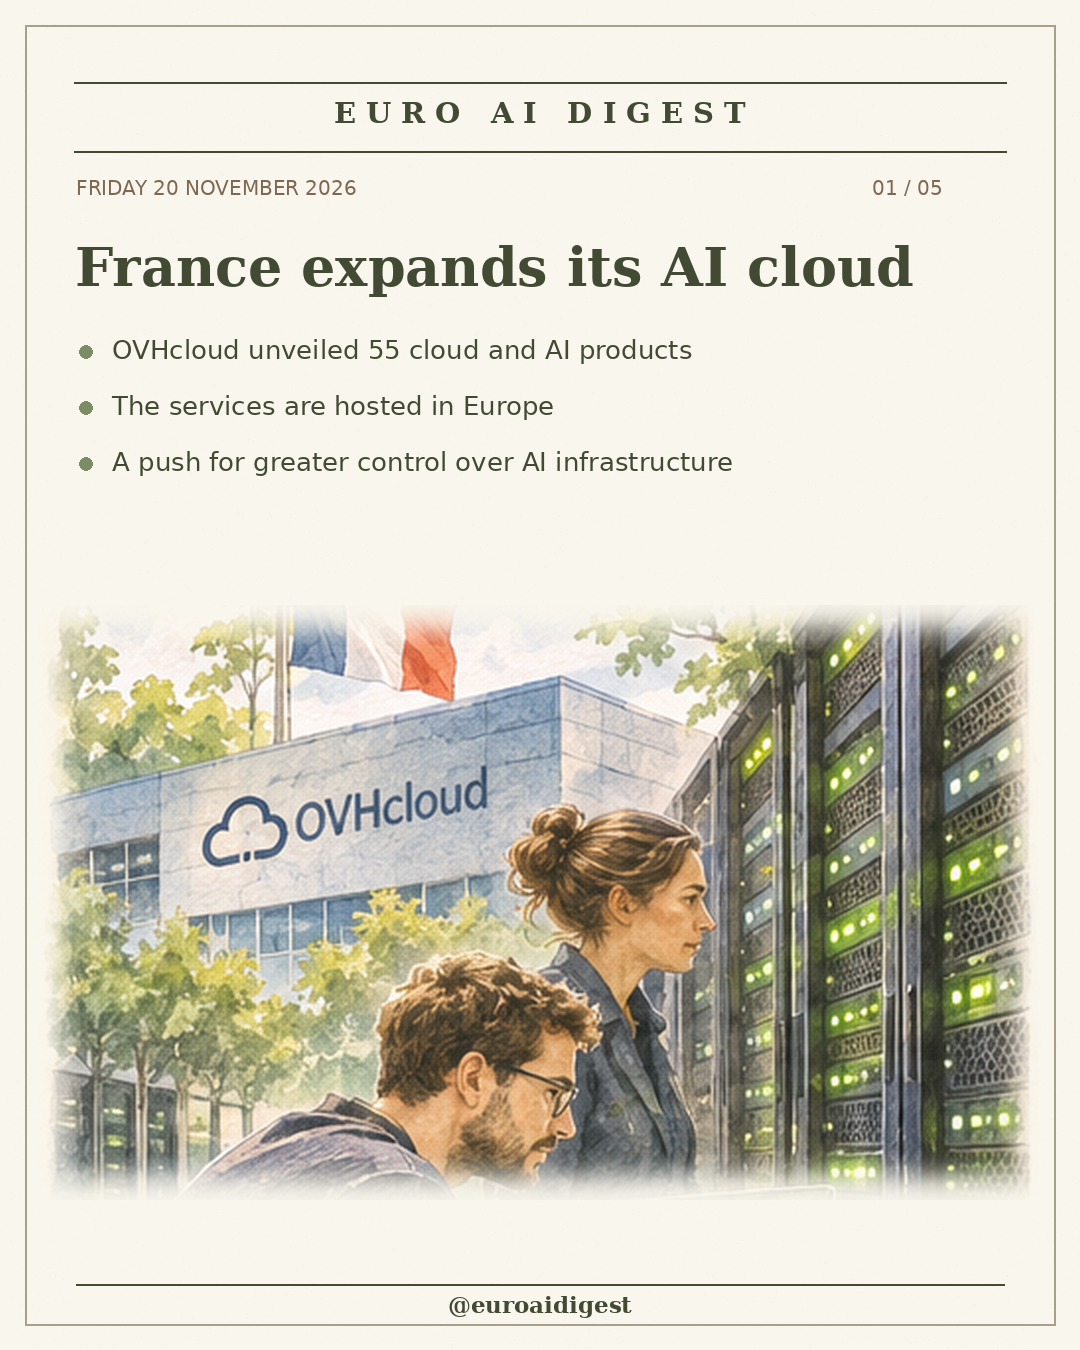 EURO AI DIGEST
FRIDAY 20 NOVEMBER 2026
01 / 05
France expands its AI cloud
OVHcloud unveiled 55 cloud and AI products
The services are hosted in Europe
A push for greater control over AI infrastructure
OVHcloud
@euroaidigest